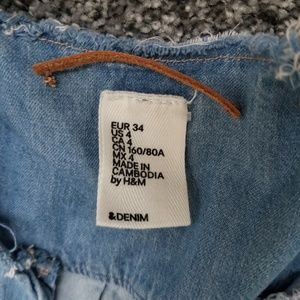 EUR 34
US 4
CA 4
CN 160/80A
MX 4
MADE IN
CAMBODIA
by H&M
&DENIM